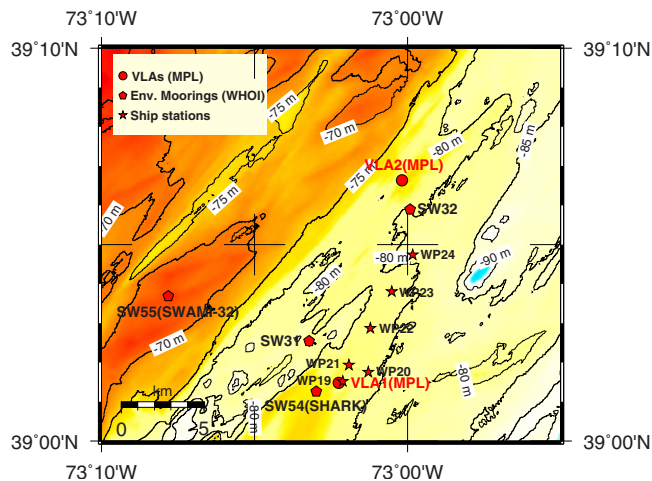 73°10'W
73°00'W
39°10'N
39°10'N
VLAs (MPL)
Env. Moorings (WHOI)
Ship stations
-75 m
-70 m
-80 m
-85 m
VLA2(MPL)
-75 m
-75 m
-70 m
SW32
WP24
-80 m
-90 m
-80 m
WP23
SW55(SWAMI-32)
WP22
-70 m
SW31
WP21
WP20
WP19
VLA1(MPL)
-80 m
km
SW54(SHARK)
-80 m
0
5
39°00'N
39°00'N
73°10'W
73°00'W